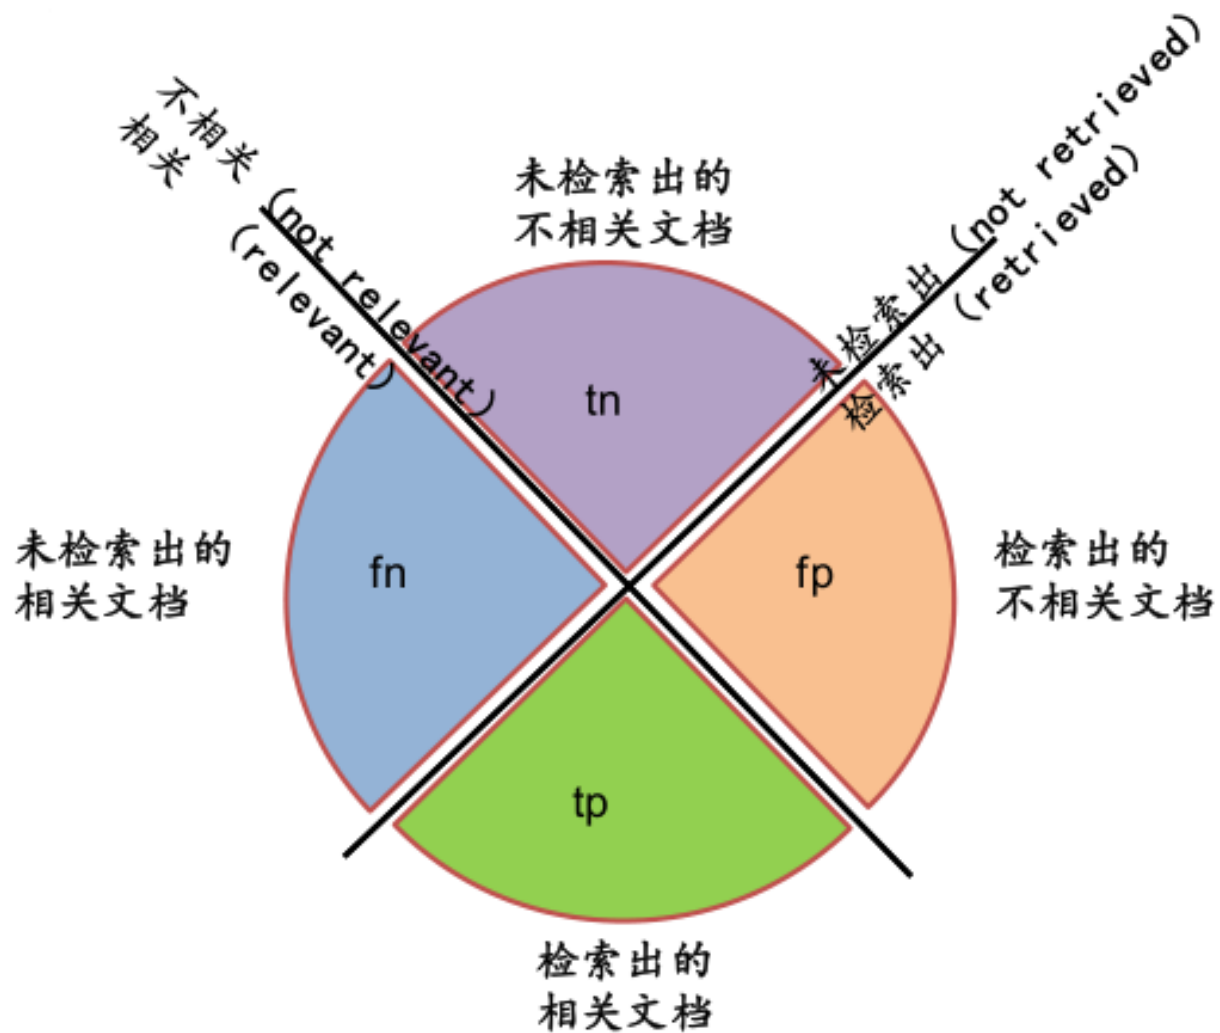 不相关（not relevant）
相关 （relevant）
未检索出的
不相关文档
未检索出（not retrieved）
检索出（retrieved）
tn
未检索出的
相关文档
fn
fp
检索出的
不相关文档
tp
检索出的
相关文档